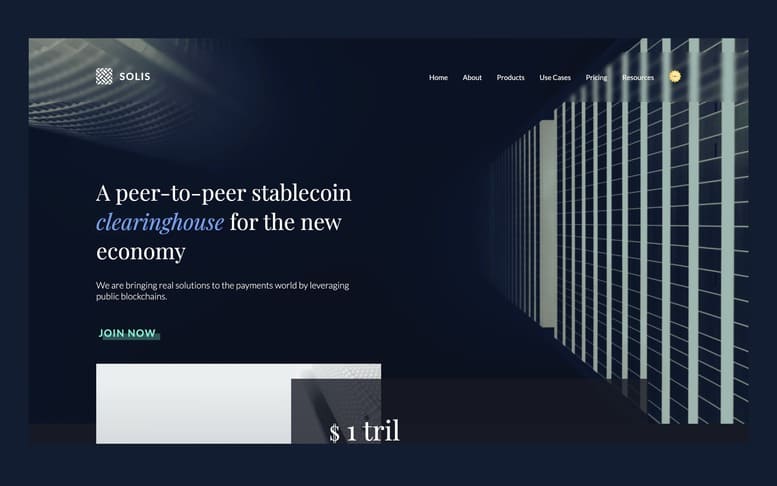 SOLIS
Home About Products Use Cases Pricing Resources
A peer-to-peer stablecoin
clearinghouse for the new
economy
We are bringing real solutions to the payments world by leveraging
public blockchains.
JOIN NOW
$ 1 tril